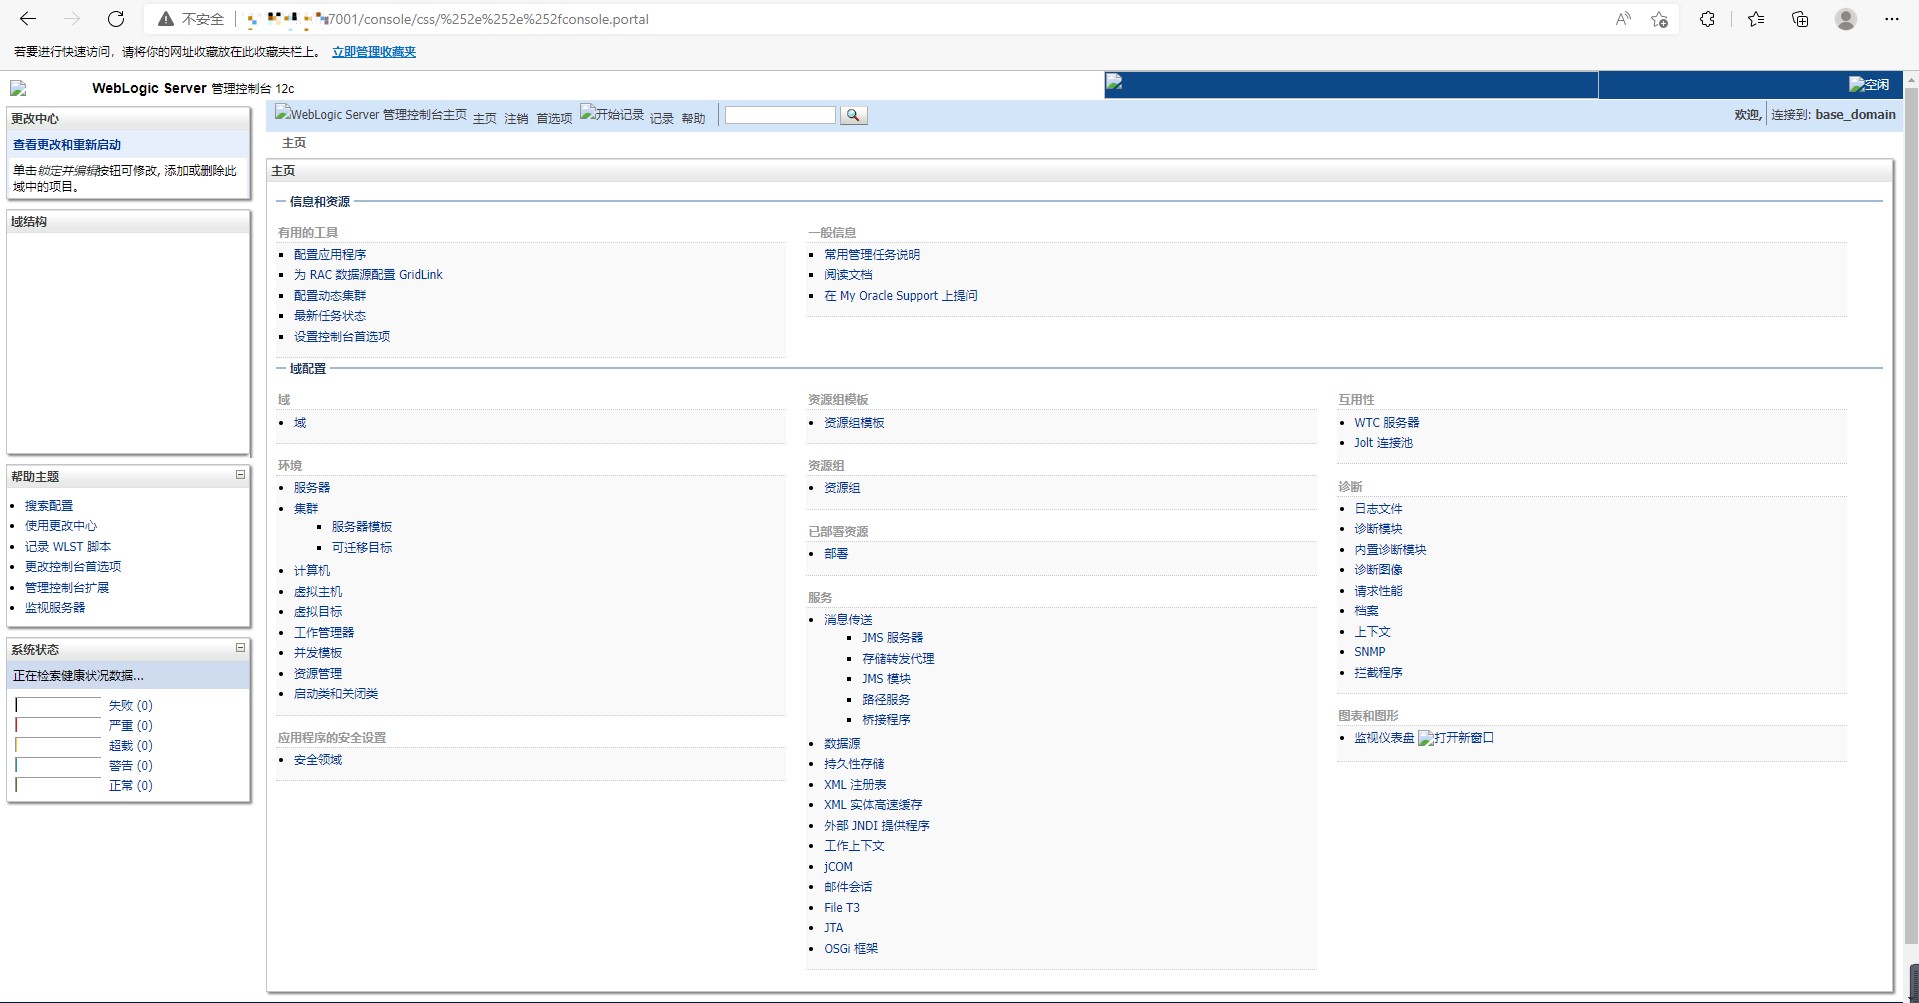 不安全 7001/console/css/%252e%252e%252fconsole.portal
若要进行快速访问，请将你的网址收藏放在此收藏夹栏上。 立即管理收藏夹
WebLogic Server 管理控制台 12c
空闲
更改中心
查看更改和重新启动
单击锁定并编辑按钮可修改, 添加或删除此
域中的项目。
域结构
帮助主题
搜索配置
使用更改中心
记录 WLST 脚本
更改控制台首选项
管理控制台扩展
监视服务器
系统状态
正在检索健康状况数据...
失败 (0)
严重 (0)
超载 (0)
警告 (0)
正常 (0)
WebLogic Server 管理控制台主页 主页 注销 首选项 开始记录 记录 帮助
欢迎, 连接到: base_domain
主页
主页
信息和资源
有用的工具
配置应用程序
为 RAC 数据源配置 GridLink
配置动态集群
最新任务状态
设置控制台首选项
一般信息
常用管理任务说明
阅读文档
在 My Oracle Support 上提问
域配置
域
域
环境
服务器
集群
服务器模板
可迁移目标
计算机
虚拟主机
虚拟目标
工作管理器
并发模板
资源管理
启动类和关闭类
应用程序的安全设置
安全领域
资源组模板
资源组模板
资源组
资源组
已部署资源
部署
服务
消息传送
JMS 服务器
存储转发代理
JMS 模块
路径服务
桥接程序
数据源
持久性存储
XML 注册表
XML 实体高速缓存
外部 JNDI 提供程序
工作上下文
jCOM
邮件会话
File T3
JTA
OSGi 框架
互用性
WTC 服务器
Jolt 连接池
诊断
日志文件
诊断模块
内置诊断模块
诊断图像
请求性能
档案
上下文
SNMP
拦截程序
图表和图形
监视仪表盘 打开新窗口